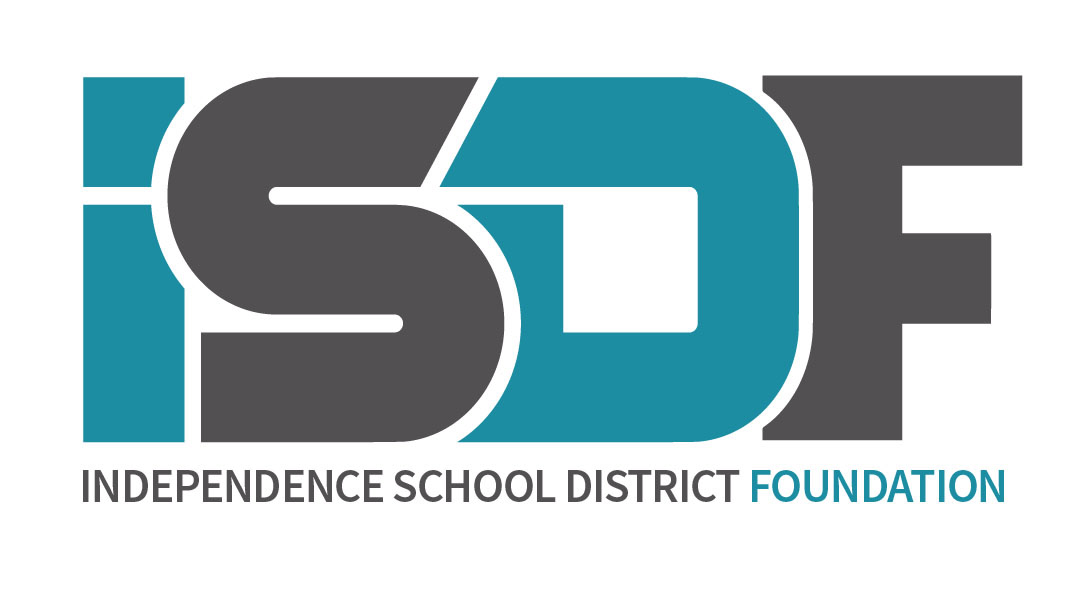 iSDF
INDEPENDENCE SCHOOL DISTRICT FOUNDATION